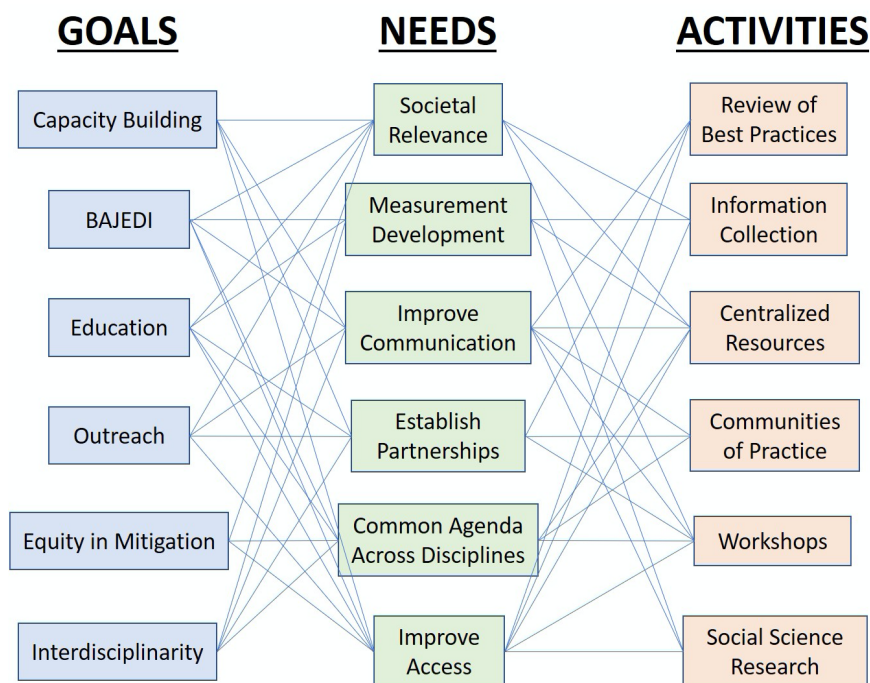 GOALS
Capacity Building
BAJEDI
Education
Outreach
Equity in Mitigation
Interdisciplinarity
NEEDS
Societal
Relevance
Measurement
Development
Improve
Communication
Establish
Partnerships
Common Agenda
Across Disciplines
Improve
Access
ACTIVITIES
Review of
Best Practices
Information
Collection
Centralized
Resources
Communities
of Practice
Workshops
Social Science
Research